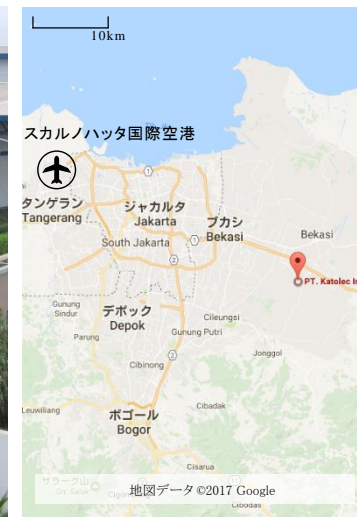 10km
スカルノハッタ国際空港
タンゲラン
Tangerang
ジャカルタ
Jakarta
ブカシ
Bekasi
Bekasi
South Jakarta
PT. Katolec In
Gunung
Sindur
デポック
Depok
Cileungsi
Gunung Putri
Parung
Cibinong
Jonggol
Leuwiliang
ボゴール
Bogor
Cibadak
Cisarua
サラーク山
Gn. Salak
地図データ ©2017 Google
Cibodas